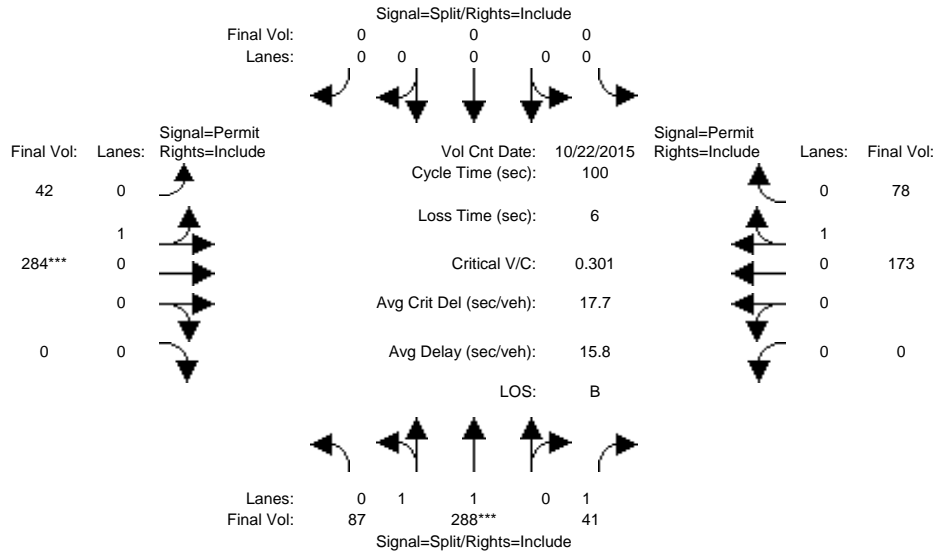 Signal=Split/Rights=Include
Final Vol: 0 0 0
Lanes: 0 0 0 0 0
Signal=Permit Signal=Permit
Final Vol: Lanes: Rights=Include Vol Cnt Date: 10/22/2015 Rights=Include Lanes: Final Vol:
Cycle Time (sec): 100
42 0 0 78
Loss Time (sec): 6
1 1
284*** 0 Critical V/C: 0.301 0 173
0 Avg Crit Del (sec/veh): 17.7 0
0 0 Avg Delay (sec/veh): 15.8 0 0
LOS: B
Lanes: 0 1 1 0 1
Final Vol: 87 288*** 41
Signal=Split/Rights=Include